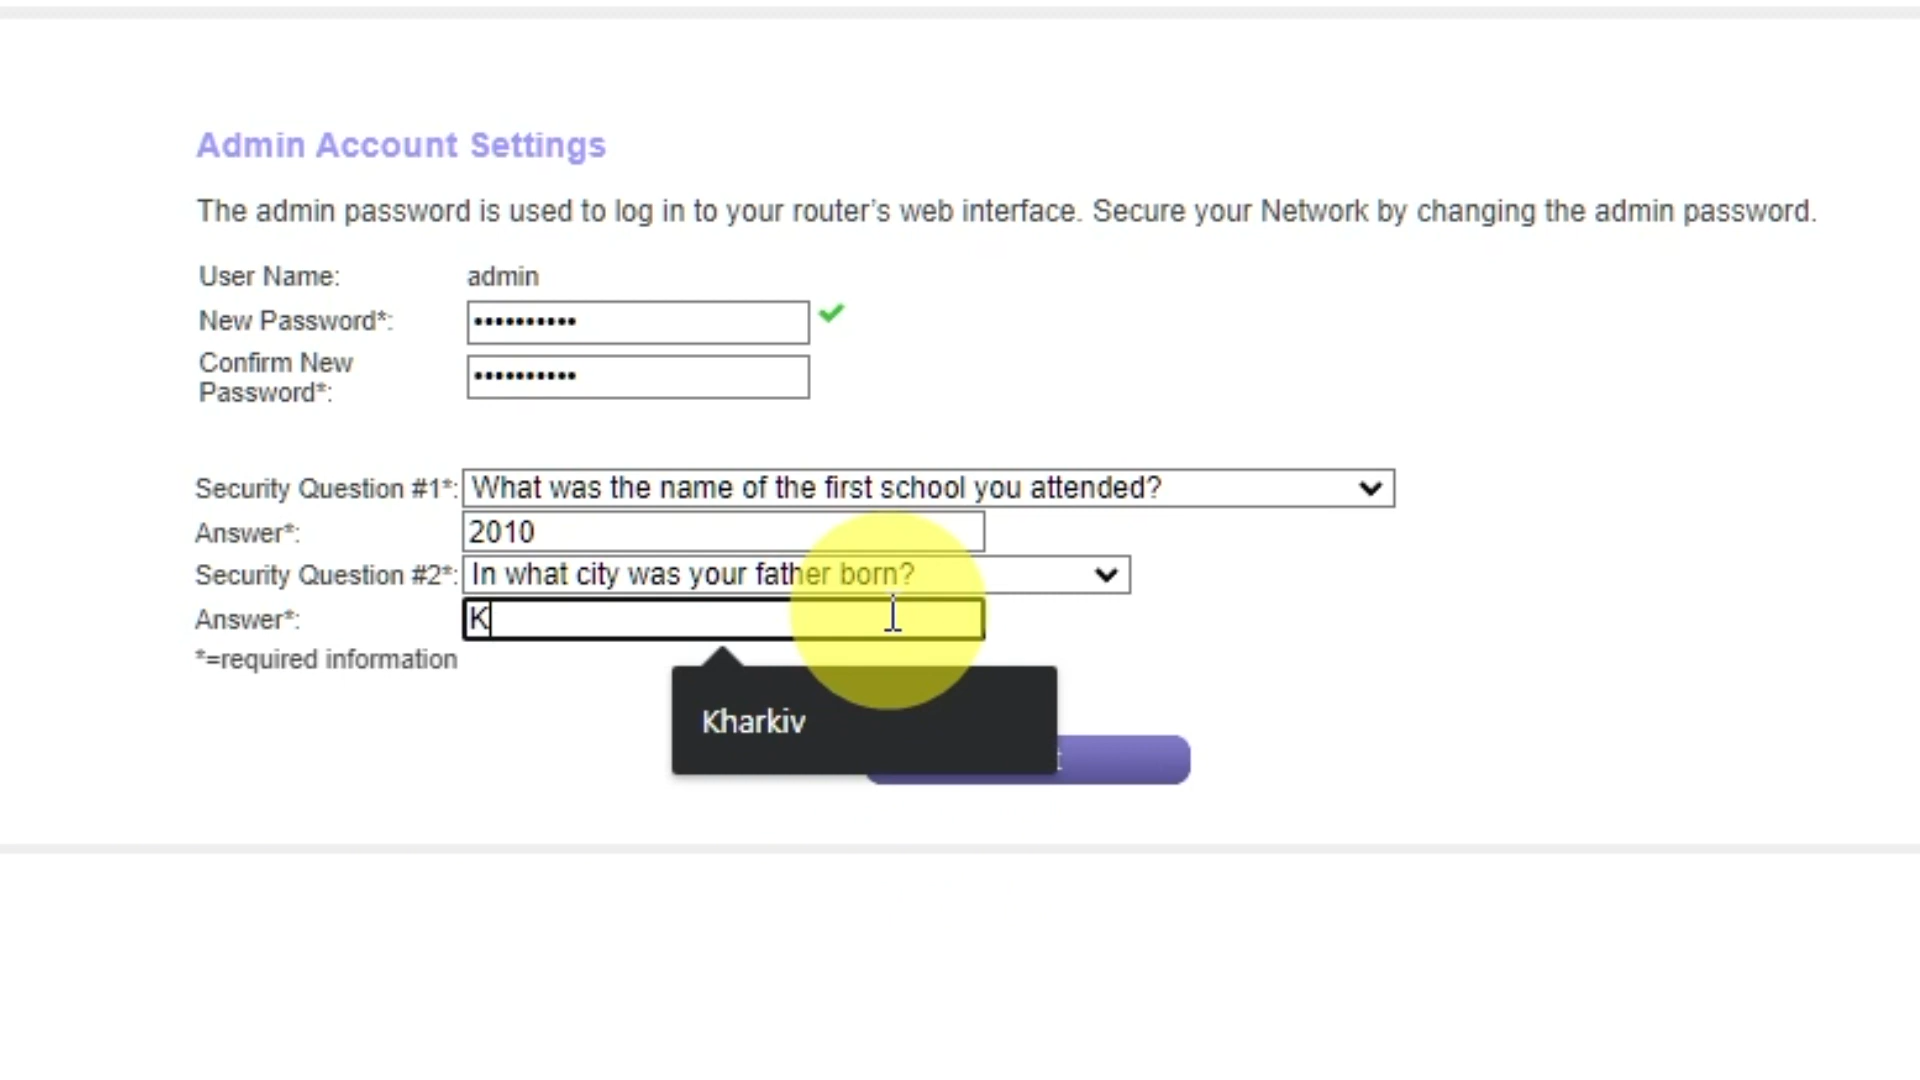 Admin Account Settings
The admin password is used to log in to your router's web interface. Secure your Network by changing the admin password.
User Name: admin
New Password*: ••••••••••
Confirm New
Password*: ••••••••••
Security Question #1*: What was the name of the first school you attended?
Answer*: 2010
Security Question #2*: In what city was your father born?
Answer*: K
*=required information
Kharkiv